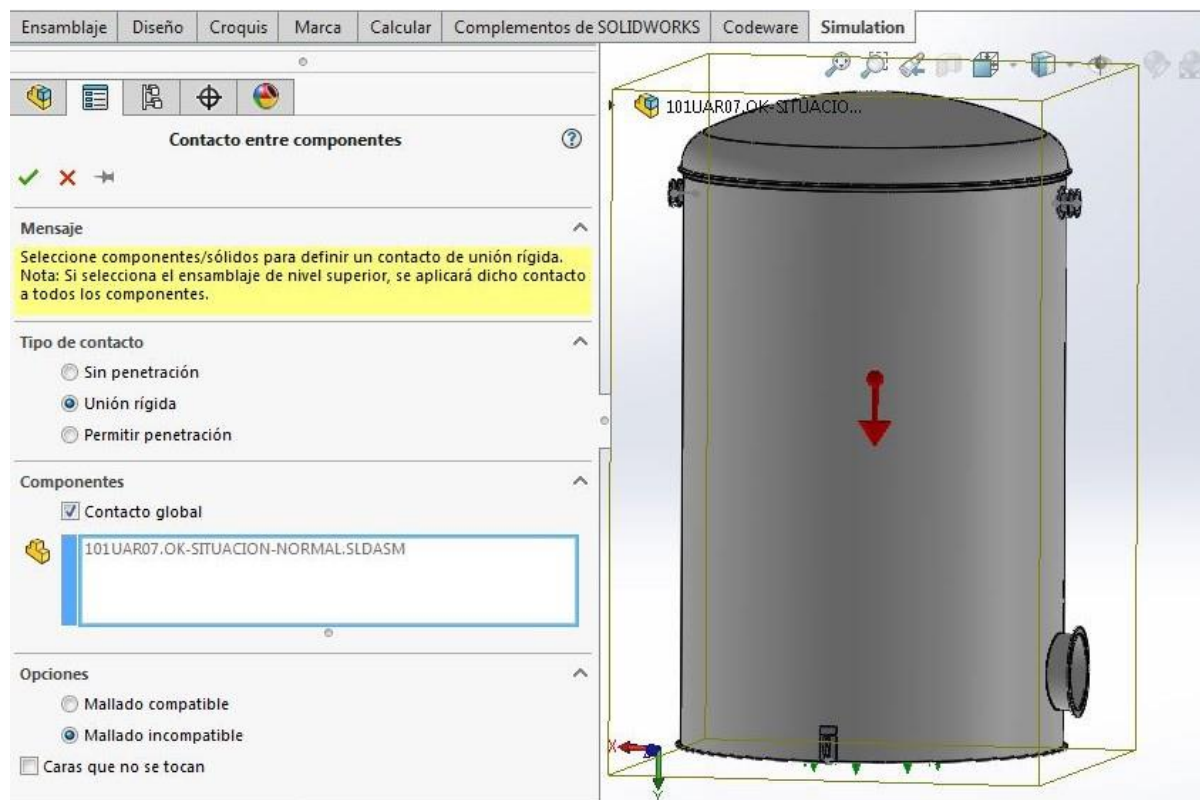 Ensamblaje Diseño Croquis Marca Calcular Complementos de SOLIDWORKS Codeware Simulation
Contacto entre componentes
Mensaje
Seleccione componentes/sólidos para definir un contacto de unión rígida.
Nota: Si selecciona el ensamblaje de nivel superior, se aplicará dicho contacto
a todos los componentes.
Tipo de contacto
Sin penetración
Unión rígida
Permitir penetración
Componentes
Contacto global
101UAR07.OK-SITUACION-NORMAL.SLDASM
Opciones
Mallado compatible
Mallado incompatible
Caras que no se tocan
101UAR07.OK-SITUACIO...
X
Y